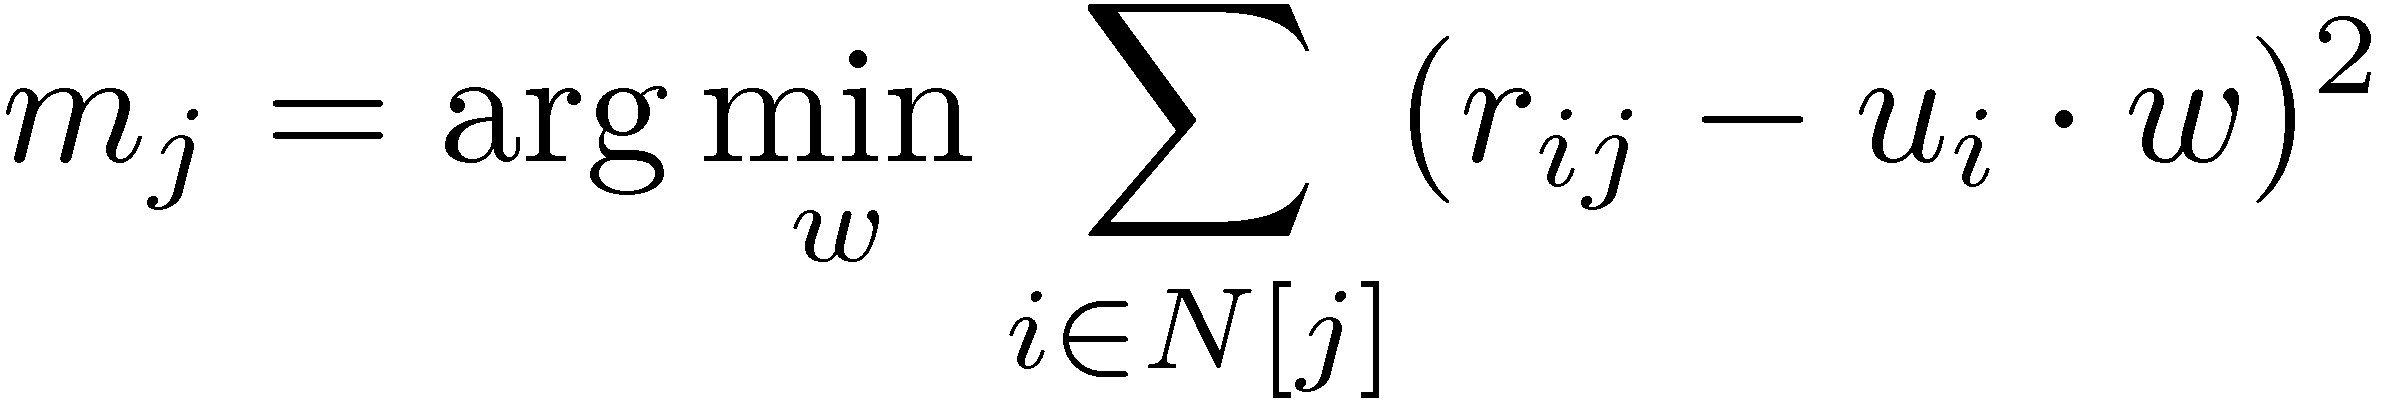 m_j = \arg\min_w \sum_{i \in N[j]} (r_{ij} - u_i \cdot w)^2